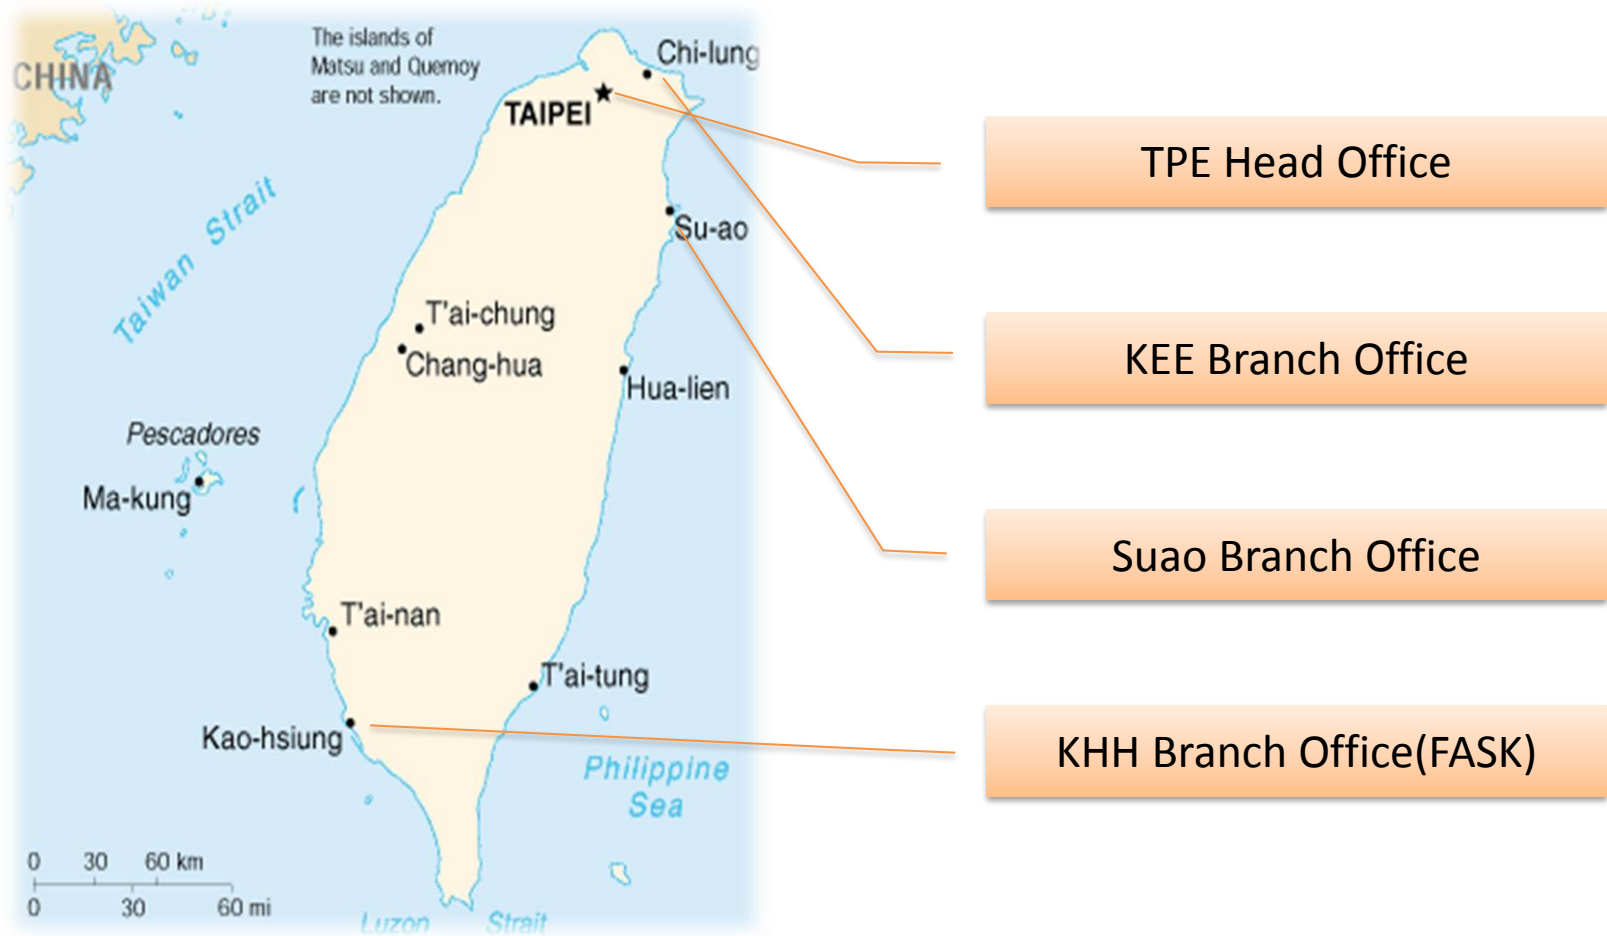 The islands of
Matsu and Quemoy
are not shown.
CHINA
Chi-lung
TAIPEI
TPE Head Office
Taiwan Strait
Su-ao
T'ai-chung
Chang-hua
KEE Branch Office
Hua-lien
Pescadores
Ma-kung
Suao Branch Office
T'ai-nan
T'ai-tung
Kao-hsiung
KHH Branch Office(FASK)
Philippine
Sea
0 30 60 km
0 30 60 mi
Luzon Strait